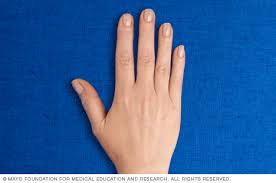 © MAYO FOUNDATION FOR MEDICAL EDUCATION AND RESEARCH. ALL RIGHTS RESERVED.